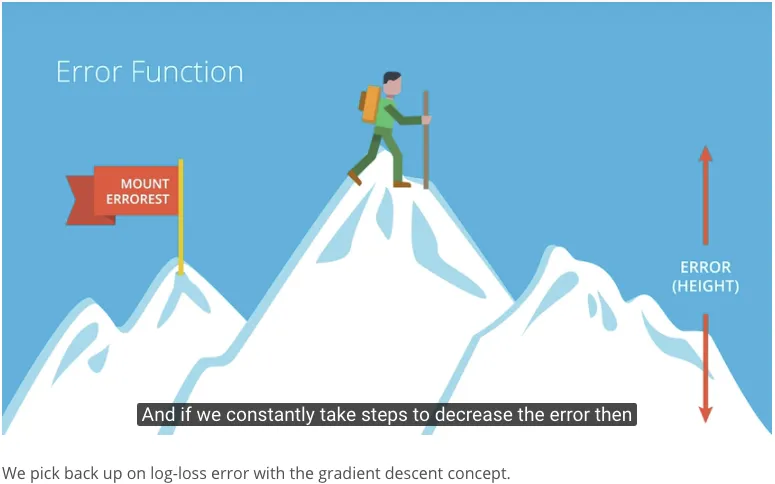 Error Function
MOUNT
ERROREST
ERROR
(HEIGHT)
And if we constantly take steps to decrease the error then
We pick back up on log-loss error with the gradient descent concept.